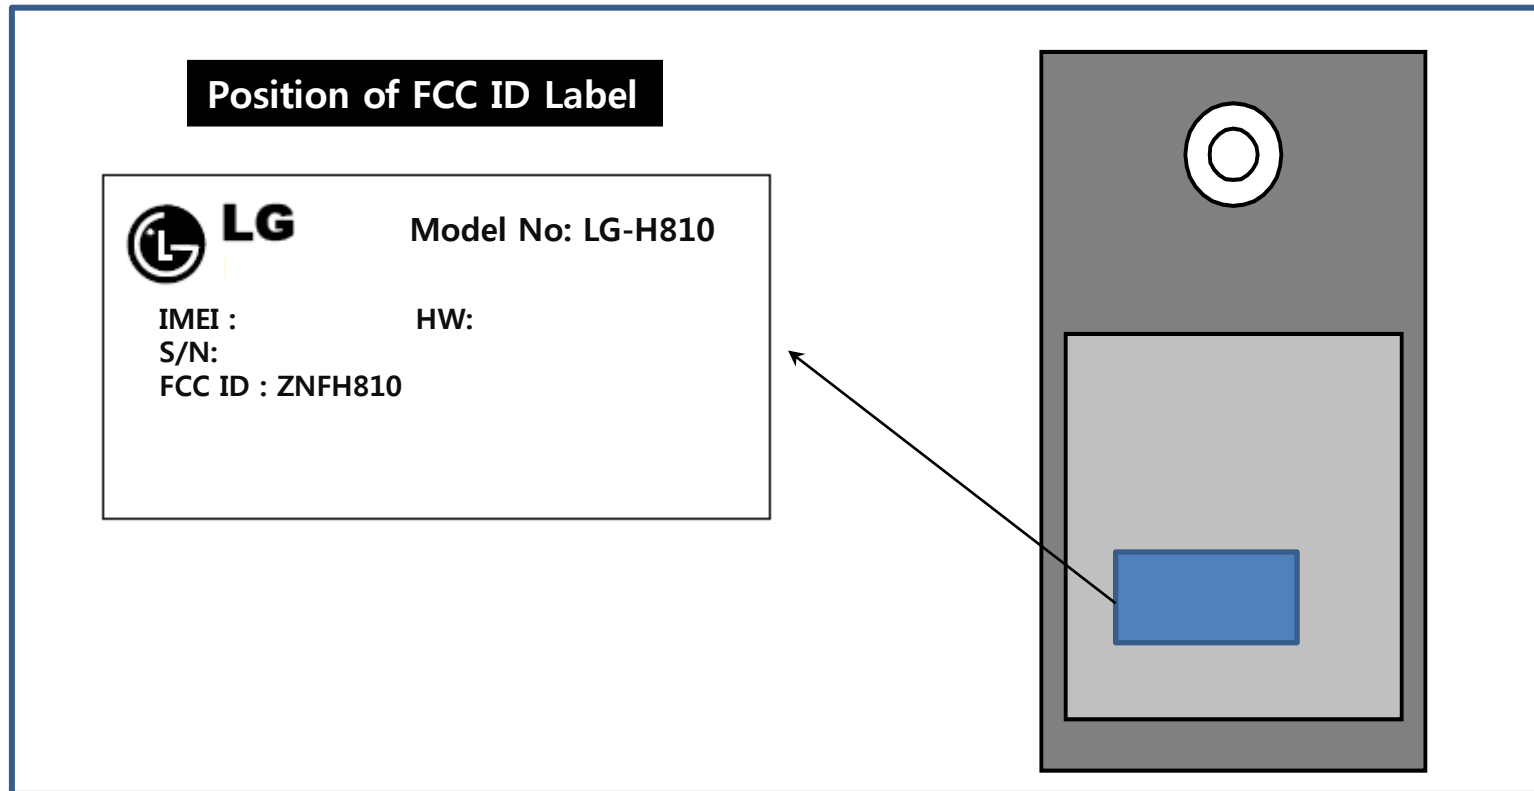 Position of FCC ID Label
LG
Model No: LG-H810
IMEI : HW:
S/N:
FCC ID : ZNFH810